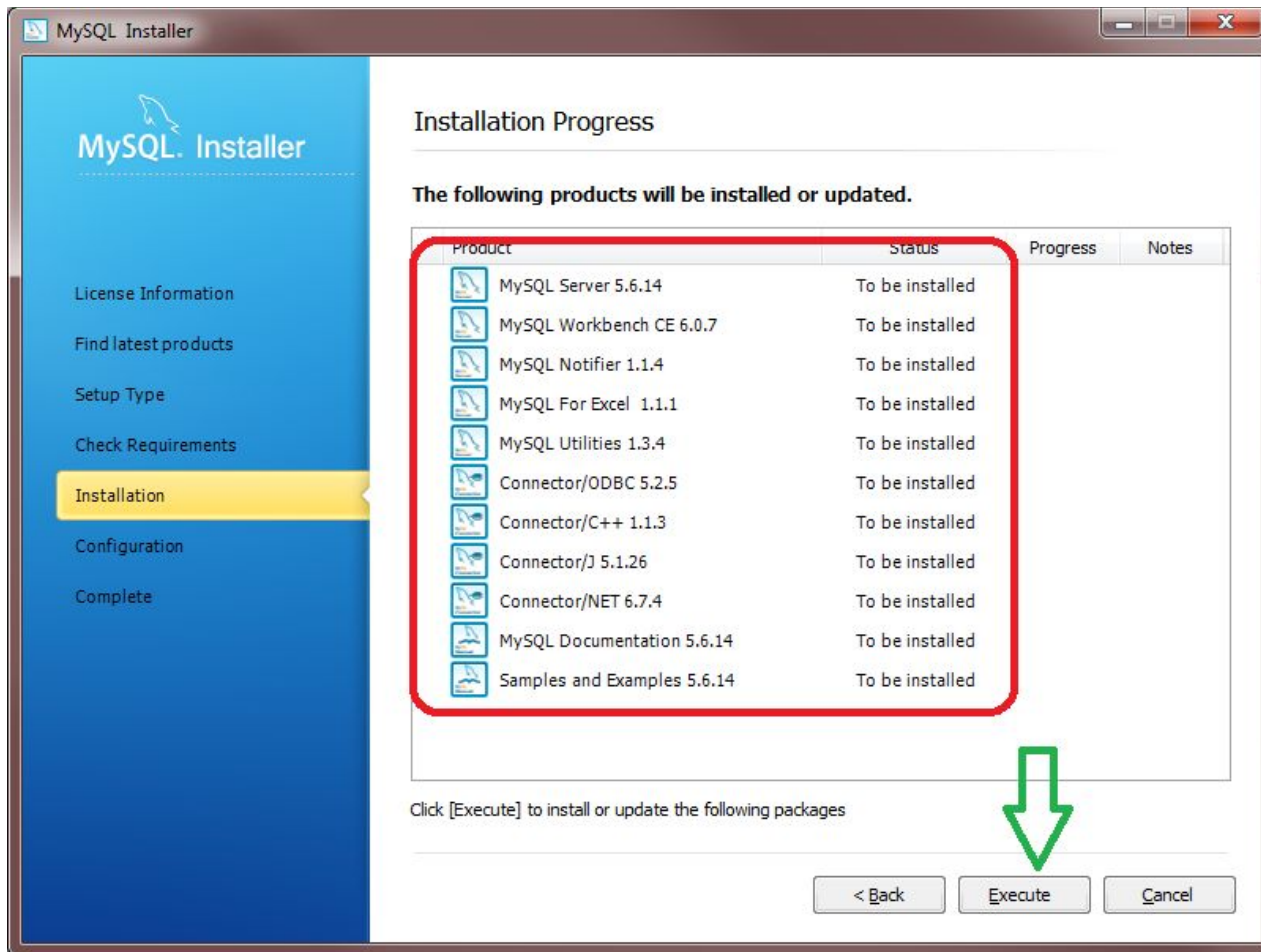 MySQL Installer
MySQL. Installer
License Information
Find latest products
Setup Type
Check Requirements
Installation
Configuration
Complete
Installation Progress
The following products will be installed or updated.
Product Status Progress Notes
MySQL Server 5.6.14 To be installed
MySQL Workbench CE 6.0.7 To be installed
MySQL Notifier 1.1.4 To be installed
MySQL For Excel 1.1.1 To be installed
MySQL Utilities 1.3.4 To be installed
Connector/ODBC 5.2.5 To be installed
Connector/C++ 1.1.3 To be installed
Connector/J 5.1.26 To be installed
Connector/NET 6.7.4 To be installed
MySQL Documentation 5.6.14 To be installed
Samples and Examples 5.6.14 To be installed
Click [Execute] to install or update the following packages
< Back Execute Cancel